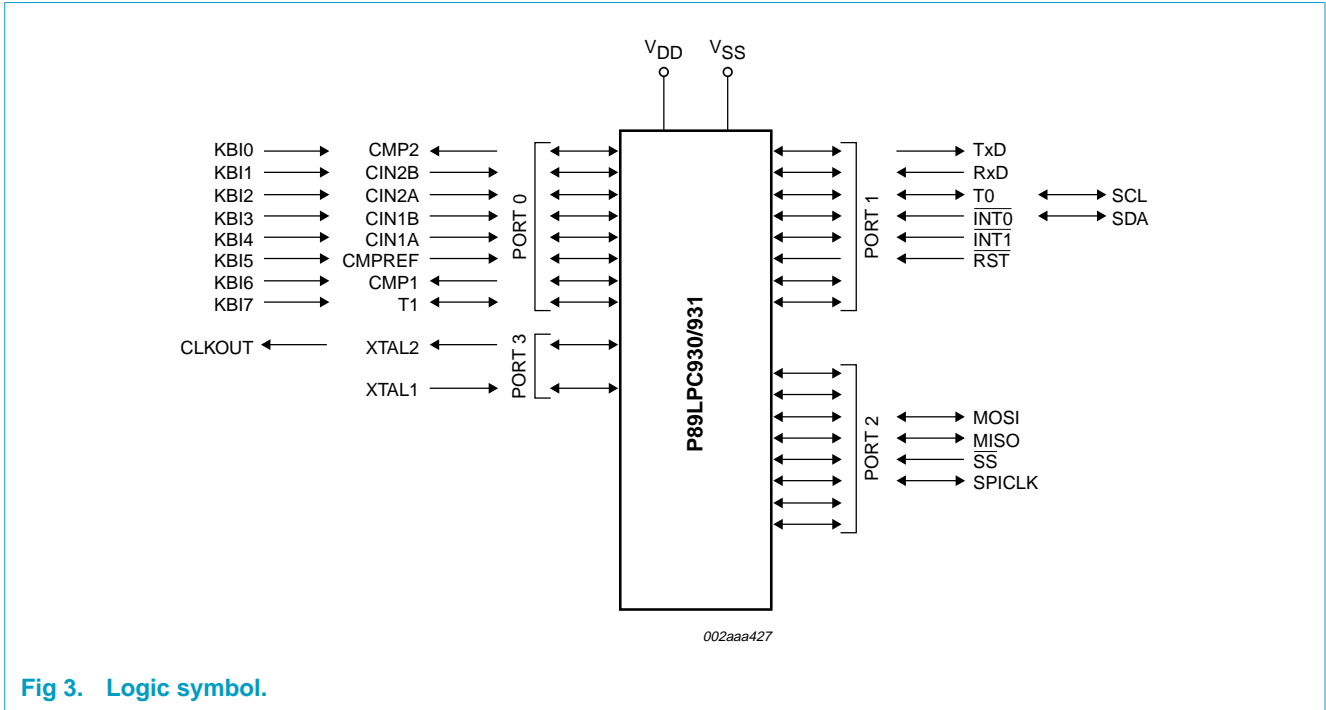 VDD VSS
KBI0 CMP2 TxD
KBI1 CIN2B RxD
KBI2 CIN2A T0 SCL
KBI3 CIN1B INT0 SDA
KBI4 CIN1A INT1
KBI5 CMPREF RST
KBI6 CMP1
KBI7 T1
PORT 0
PORT 1
CLKOUT XTAL2
XTAL1
PORT 3
P89LPC930/931
PORT 2
MOSI
MISO
SS
SPICLK
002aaa427
Fig 3. Logic symbol.